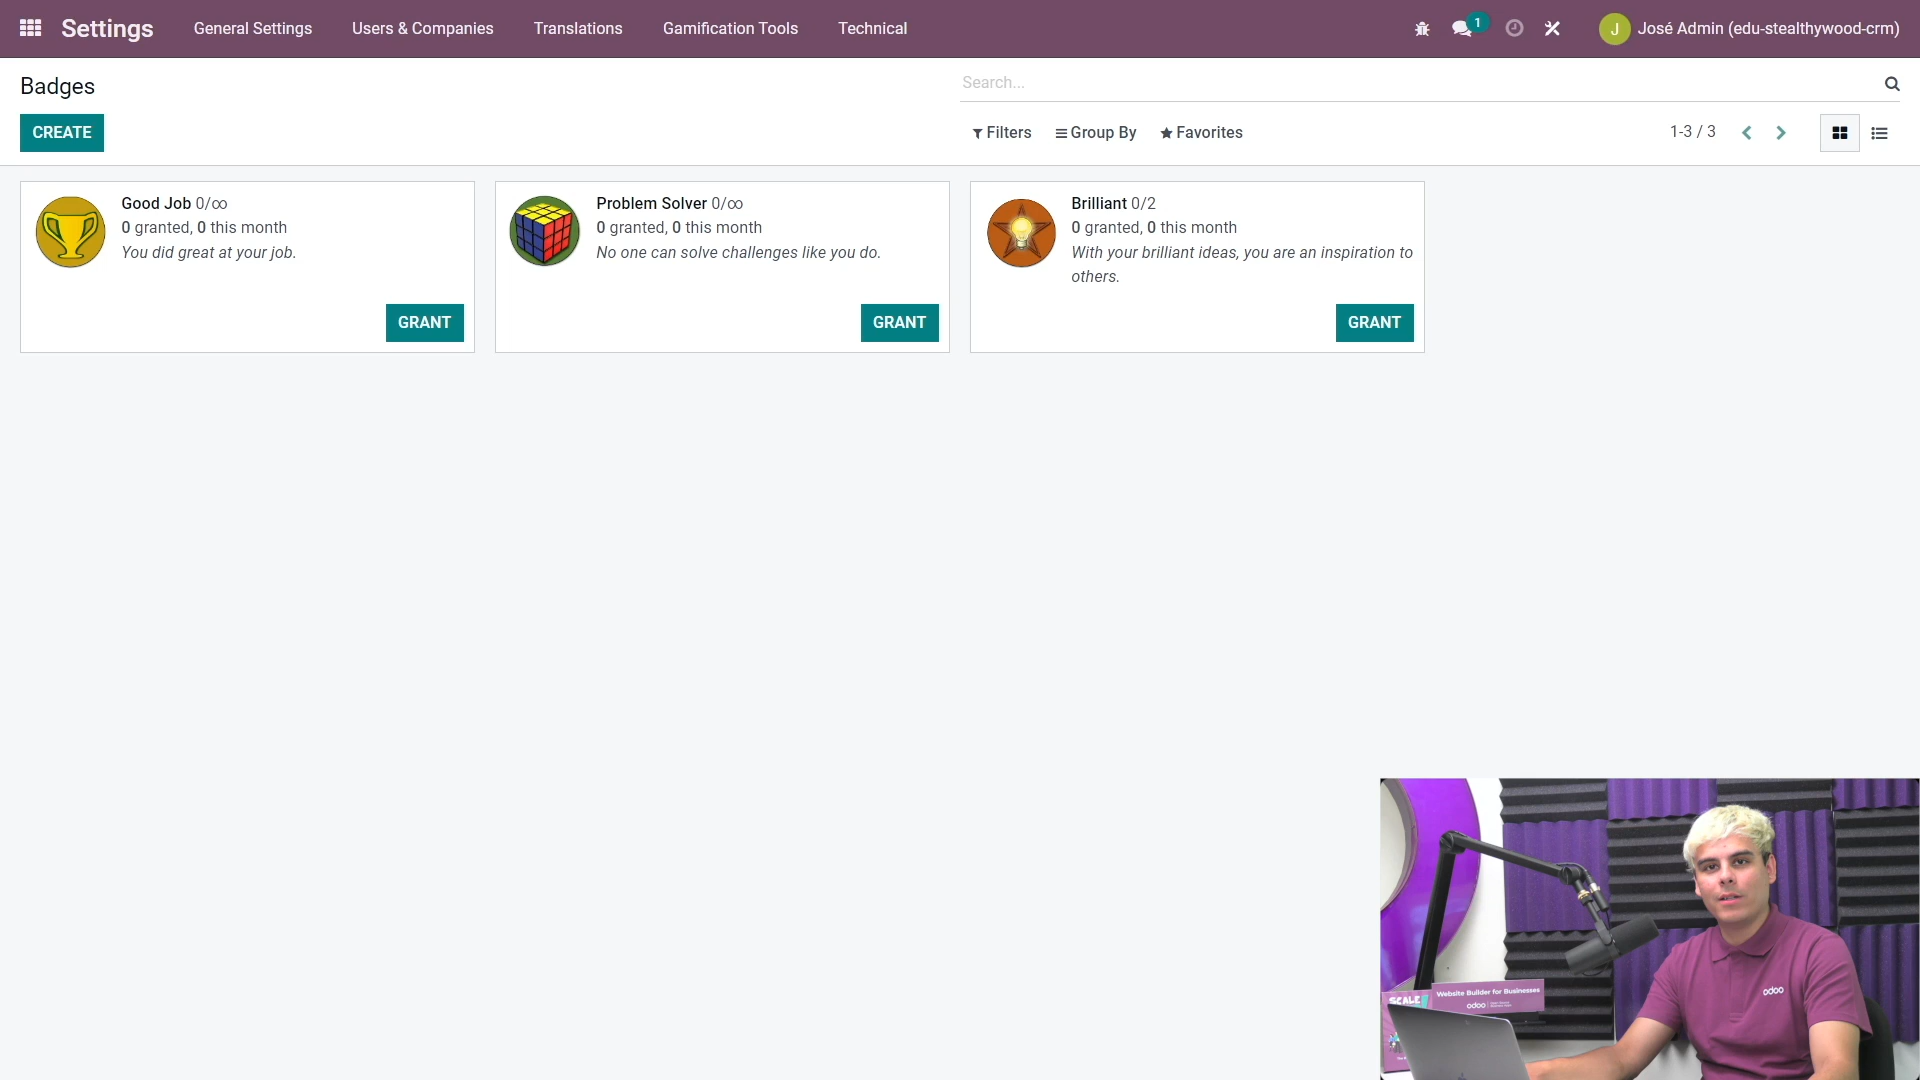 Settings
General Settings
Users & Companies
Translations
Gamification Tools
Technical
1
J
José Admin (edu-stealthywood-crm)
Badges
Search...
CREATE
Filters
Group By
Favorites
1-3 / 3
Good Job 0/∞
0 granted, 0 this month
You did great at your job.
GRANT
Problem Solver 0/∞
0 granted, 0 this month
No one can solve challenges like you do.
GRANT
Brilliant 0/2
0 granted, 0 this month
With your brilliant ideas, you are an inspiration to
others.
GRANT
SCALE
Website Builder for Businesses
odoo
odoo